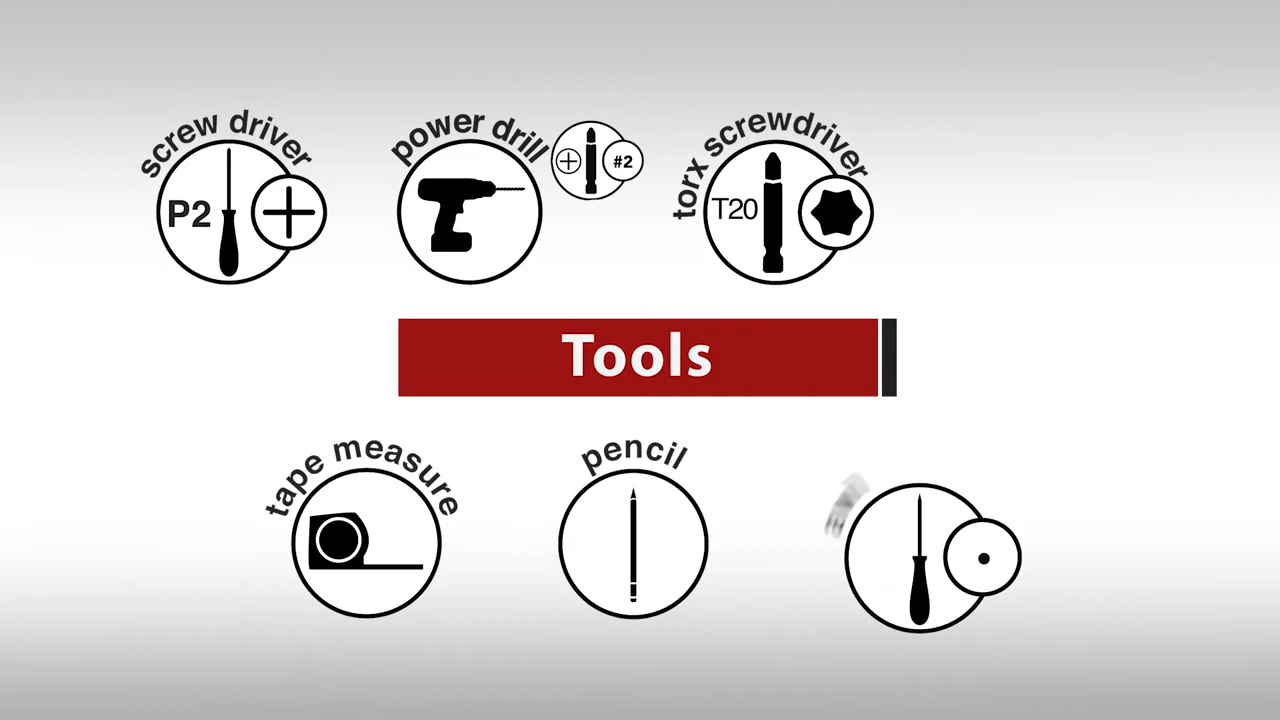 screw driver
P2
power drill
#2
torx screwdriver
T20
Tools
tape measure
pencil